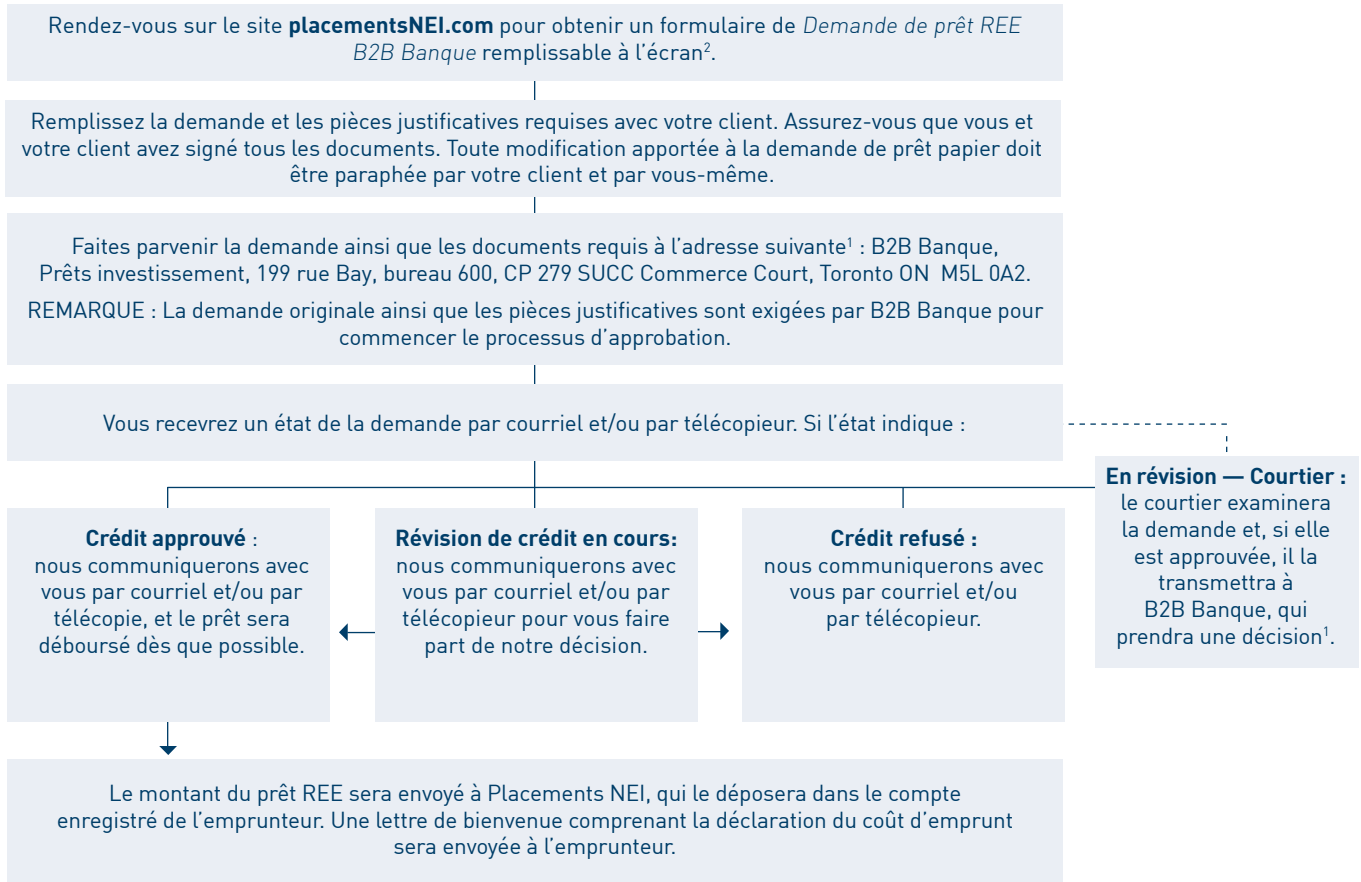 Rendez-vous sur le site placementsNEI.com pour obtenir un formulaire de Demande de prêt REE
B2B Banque remplissable à l’écran².
Remplissez la demande et les pièces justificatives requises avec votre client. Assurez-vous que vous et
votre client avez signé tous les documents. Toute modification apportée à la demande de prêt papier doit
être paraphée par votre client et par vous-même.
Faites parvenir la demande ainsi que les documents requis à l’adresse suivante¹ : B2B Banque,
Prêts investissement, 199 rue Bay, bureau 600, CP 279 SUCC Commerce Court, Toronto ON  M5L 0A2.
REMARQUE : La demande originale ainsi que les pièces justificatives sont exigées par B2B Banque pour
commencer le processus d’approbation.
Vous recevrez un état de la demande par courriel et/ou par télécopieur. Si l’état indique :
Crédit approuvé :
nous communiquerons avec
vous par courriel et/ou par
télécopie, et le prêt sera
déboursé dès que possible.
Révision de crédit en cours:
nous communiquerons avec
vous par courriel et/ou par
télécopieur pour vous faire
part de notre décision.
Crédit refusé :
nous communiquerons avec
vous par courriel et/ou
par télécopieur.
En révision — Courtier :
le courtier examinera
la demande et, si elle
est approuvée, il la
transmettra à
B2B Banque, qui
prendra une décision¹.
Le montant du prêt REE sera envoyé à Placements NEI, qui le déposera dans le compte
enregistré de l’emprunteur. Une lettre de bienvenue comprenant la déclaration du coût d’emprunt
sera envoyée à l’emprunteur.